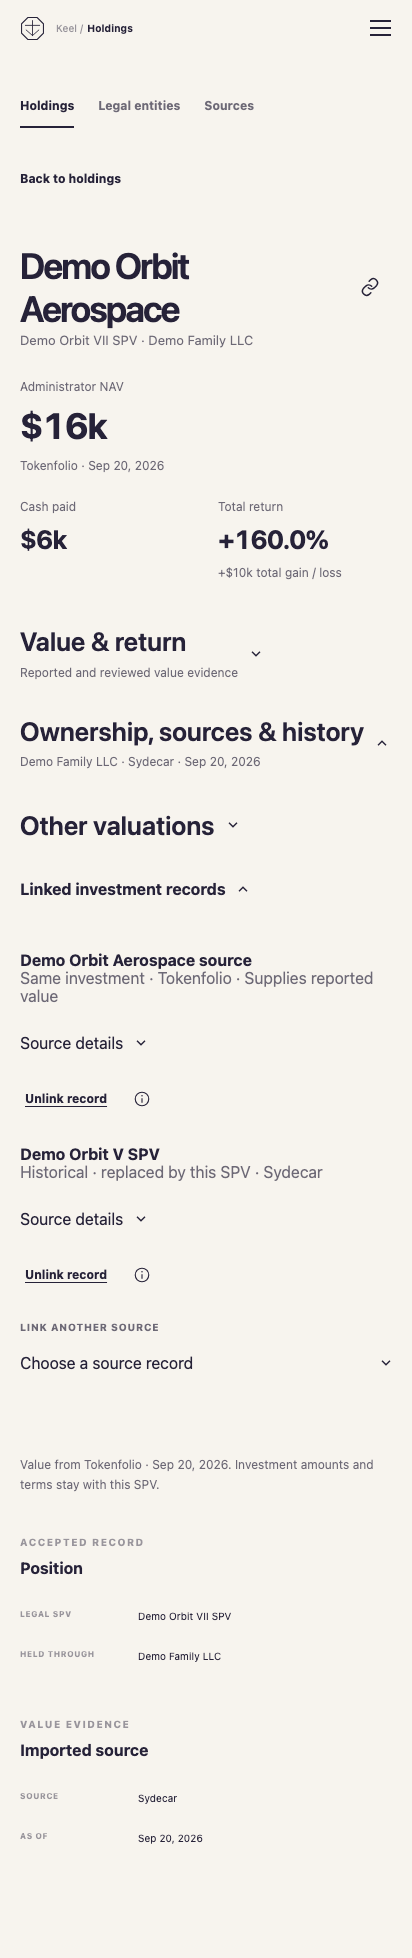 Keel / Holdings
Holdings Legal entities Sources
Back to holdings
Demo Orbit
Aerospace
Demo Orbit VII SPV · Demo Family LLC
Administrator NAV
$16k
Tokenfolio · Sep 20, 2026
Cash paid
$6k
Total return
+160.0%
+$10k total gain / loss
Value & return
Reported and reviewed value evidence
Ownership, sources & history
Demo Family LLC · Sydecar · Sep 20, 2026
Other valuations
Linked investment records
Demo Orbit Aerospace source
Same investment · Tokenfolio · Supplies reported
value
Source details
Unlink record
Demo Orbit V SPV
Historical · replaced by this SPV · Sydecar
Source details
Unlink record
LINK ANOTHER SOURCE
Choose a source record
Value from Tokenfolio · Sep 20, 2026. Investment amounts and
terms stay with this SPV.
ACCEPTED RECORD
Position
LEGAL SPV Demo Orbit VII SPV
HELD THROUGH Demo Family LLC
VALUE EVIDENCE
Imported source
SOURCE Sydecar
AS OF Sep 20, 2026